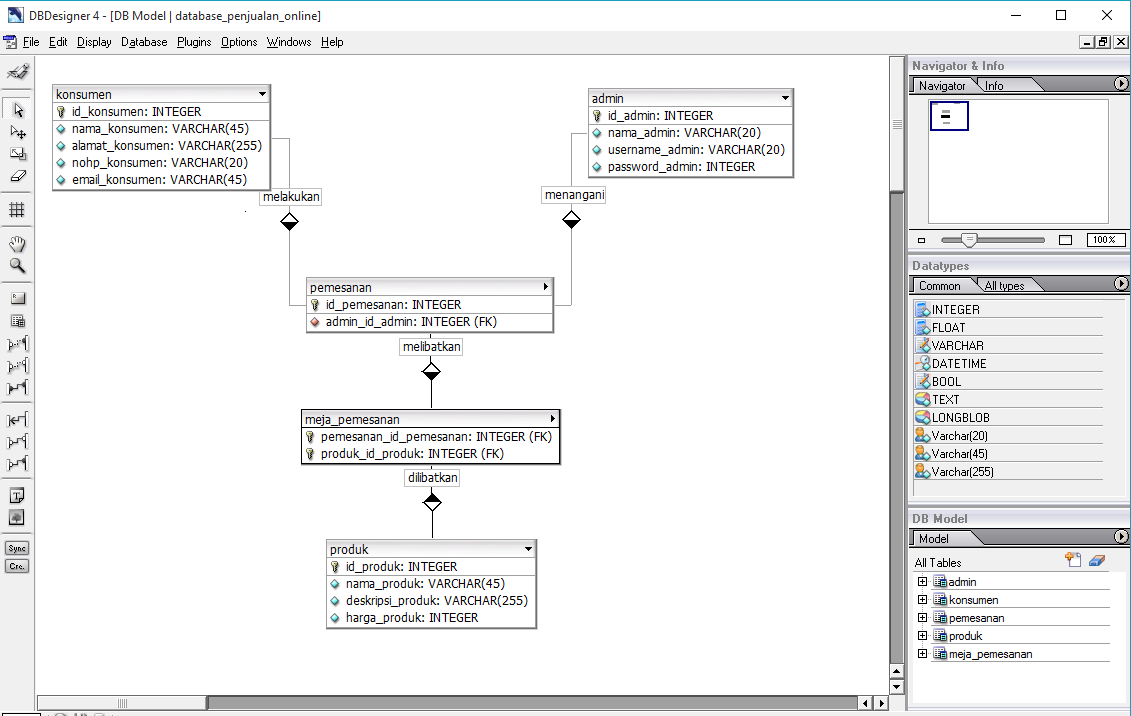 DBDesigner 4 - [DB Model | database_penjualan_online]
File Edit Display Database Plugins Options Windows Help
konsumen
id_konsumen: INTEGER
nama_konsumen: VARCHAR(45)
alamat_konsumen: VARCHAR(255)
nohp_konsumen: VARCHAR(20)
email_konsumen: VARCHAR(45)
admin
id_admin: INTEGER
nama_admin: VARCHAR(20)
username_admin: VARCHAR(20)
password_admin: INTEGER
melakukan
menangani
pemesanan
id_pemesanan: INTEGER
admin_id_admin: INTEGER (FK)
melibatkan
meja_pemesanan
pemesanan_id_pemesanan: INTEGER (FK)
produk_id_produk: INTEGER (FK)
dilibatkan
produk
id_produk: INTEGER
nama_produk: VARCHAR(45)
deskripsi_produk: VARCHAR(255)
harga_produk: INTEGER
Sync
Cre.
Navigator & Info
Navigator Info
100%
Datatypes
Common All types
INTEGER
FLOAT
VARCHAR
DATETIME
BOOL
TEXT
LONGBLOB
Varchar(20)
Varchar(45)
Varchar(255)
DB Model
Model
All Tables
admin
konsumen
pemesanan
produk
meja_pemesanan